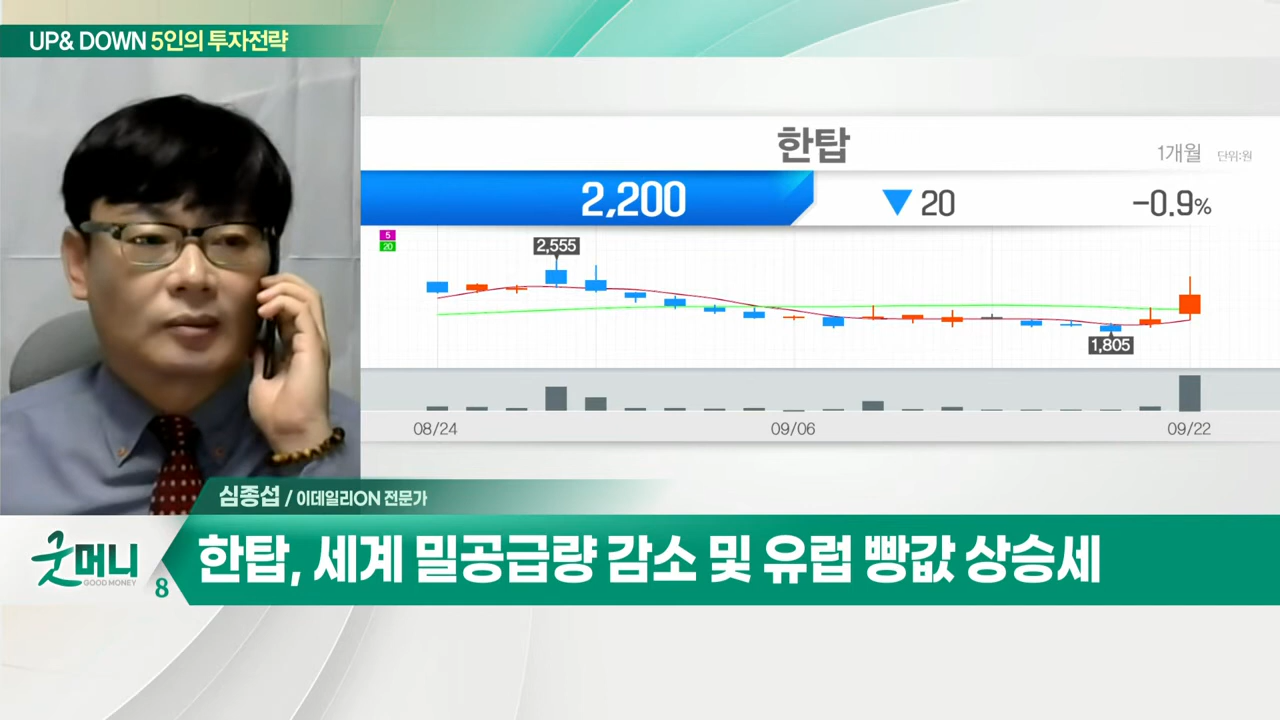 UP& DOWN 5인의 투자전략
한탑
1개월 단위:원
2,200 ▼ 20 -0.9%
5
20
2,555
1,805
08/24 09/06 09/22
심종섭 / 이데일리ON 전문가
굿머니
GOOD MONEY
8
한탑, 세계 밀공급량 감소 및 유럽 빵값 상승세